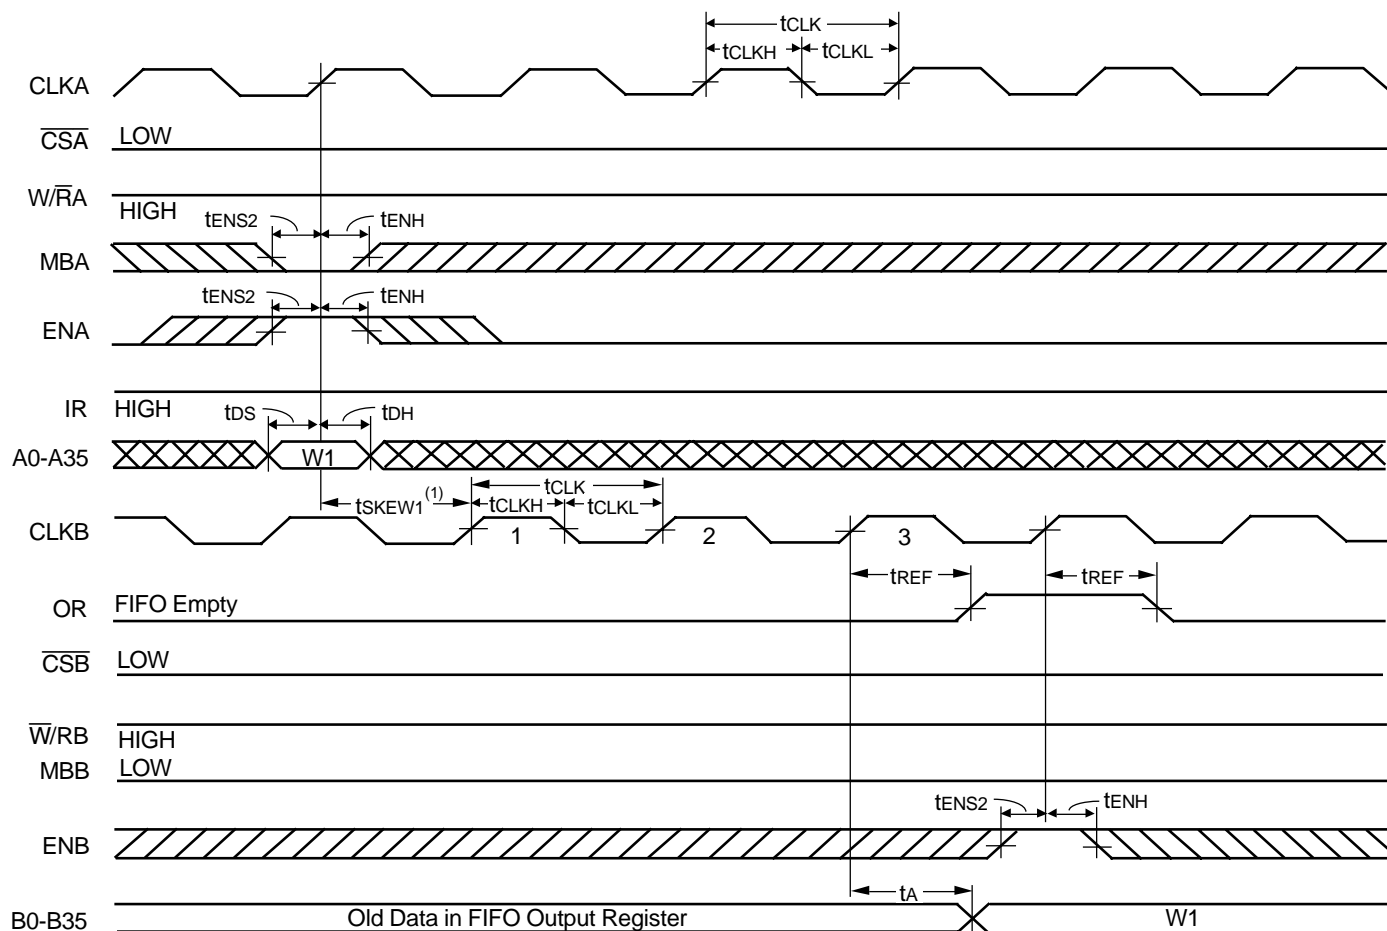 tCLK
tCLKH tCLKL
CLKA
CSA LOW
W/RA
HIGH
tENS2 tENH
MBA
tENS2 tENH
ENA
IR HIGH
tDS tDH
A0-A35 W1
tCLK
tSKEW1(1) tCLKH tCLKL
CLKB 1 2 3
tREF tREF
OR FIFO Empty
CSB LOW
W/RB HIGH
MBB LOW
tENS2 tENH
ENB
tA
B0-B35 Old Data in FIFO Output Register W1